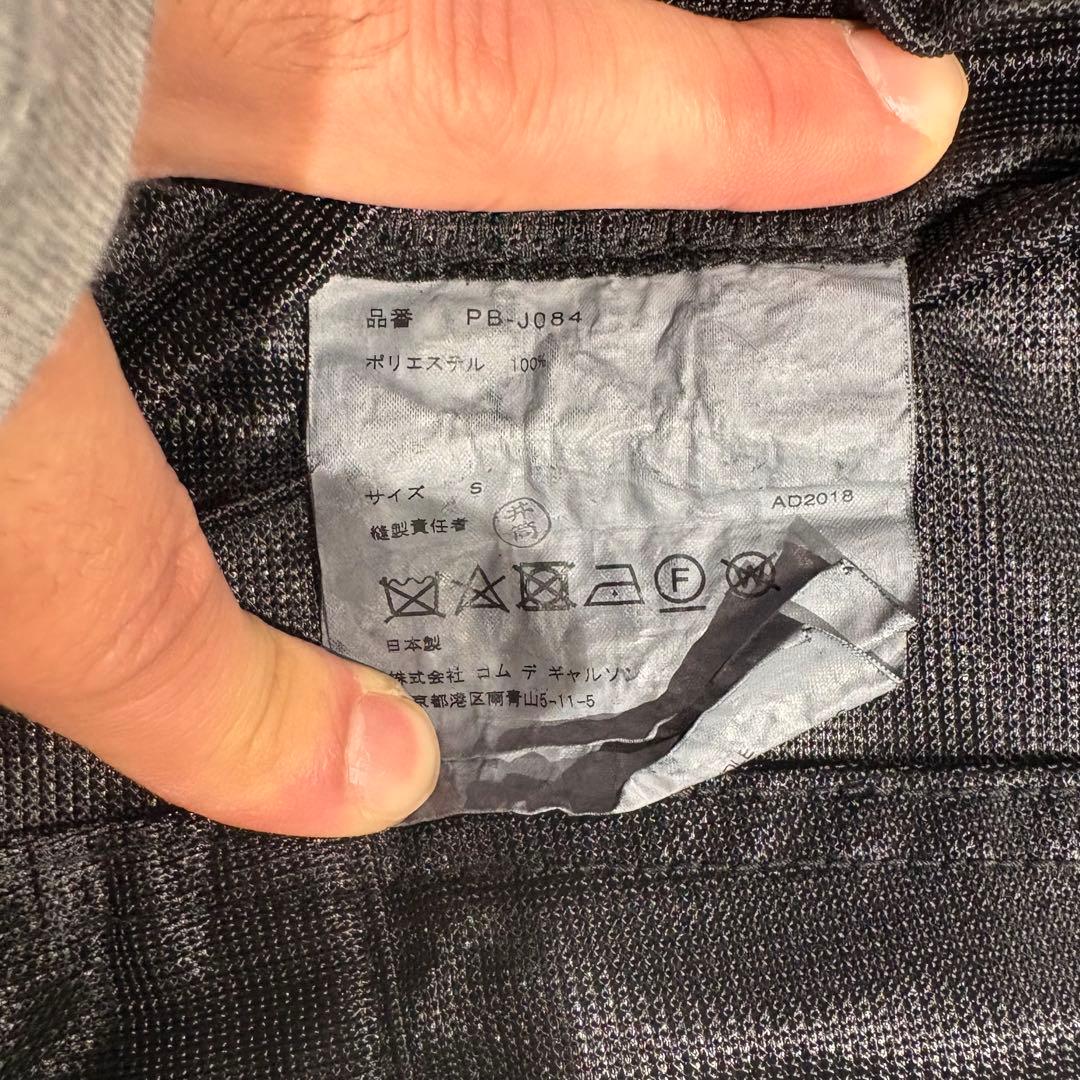 品番 PB-J084
ポリエステル 100%
サイズ S
AD2018
縫製責任者 井筒
F W
日本製
株式会社 コム デ ギャルソン
京都港区南青山5-11-5